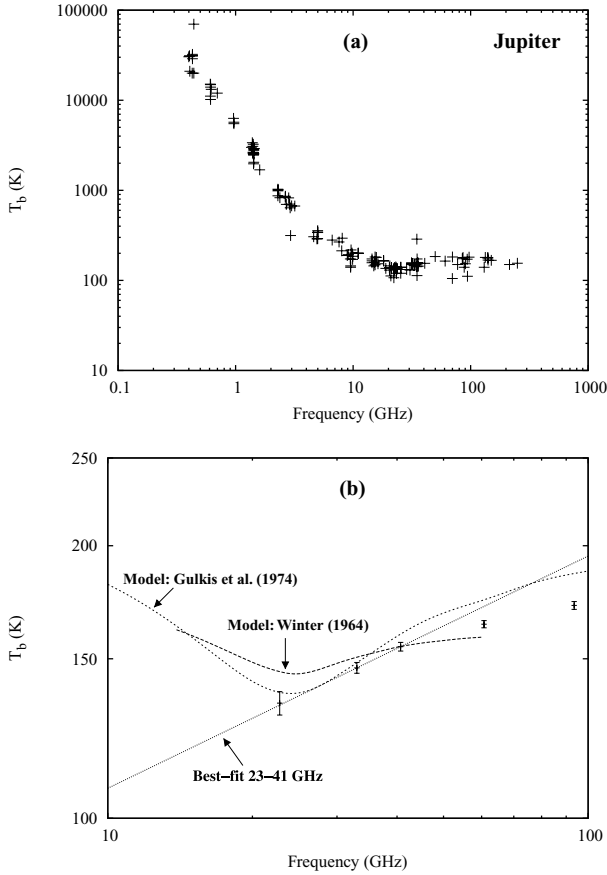 100000
10000
1000
100
10
T_b (K)
(a)
Jupiter
0.1
1
10
100
1000
Frequency (GHz)
250
200
150
100
T_b (K)
(b)
Model: Gulkis et al. (1974)
Model: Winter (1964)
Best–fit 23–41 GHz
10
100
Frequency (GHz)